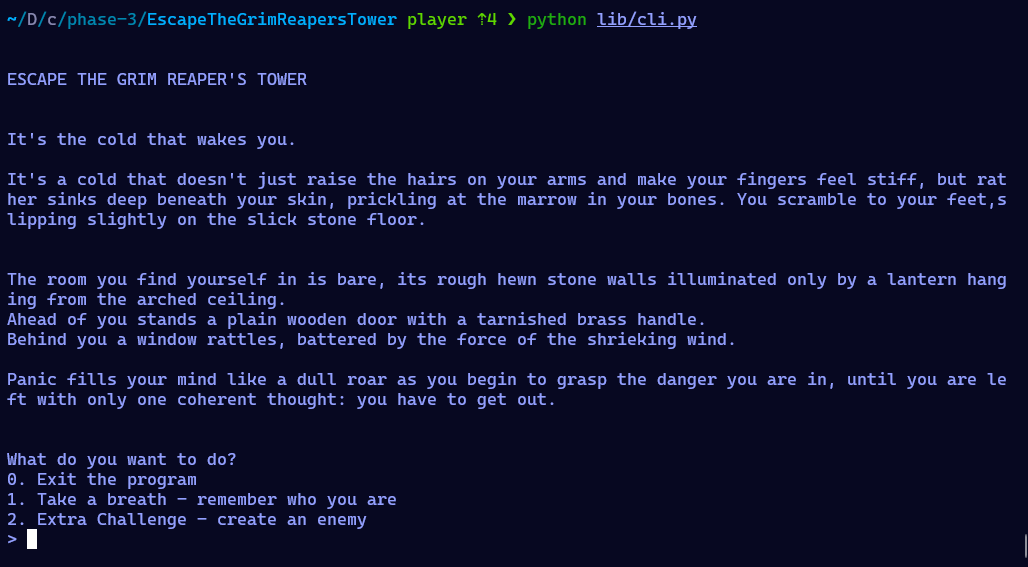 ~/D/c/phase-3/EscapeTheGrimReapersTower player ⇡4 ❯ python lib/cli.py
ESCAPE THE GRIM REAPER'S TOWER
It's the cold that wakes you.
It's a cold that doesn't just raise the hairs on your arms and make your fingers feel stiff, but rat
her sinks deep beneath your skin, prickling at the marrow in your bones. You scramble to your feet,s
lipping slightly on the slick stone floor.
The room you find yourself in is bare, its rough hewn stone walls illuminated only by a lantern hang
ing from the arched ceiling.
Ahead of you stands a plain wooden door with a tarnished brass handle.
Behind you a window rattles, battered by the force of the shrieking wind.
Panic fills your mind like a dull roar as you begin to grasp the danger you are in, until you are le
ft with only one coherent thought: you have to get out.
What do you want to do?
0. Exit the program
1. Take a breath – remember who you are
2. Extra Challenge – create an enemy
>